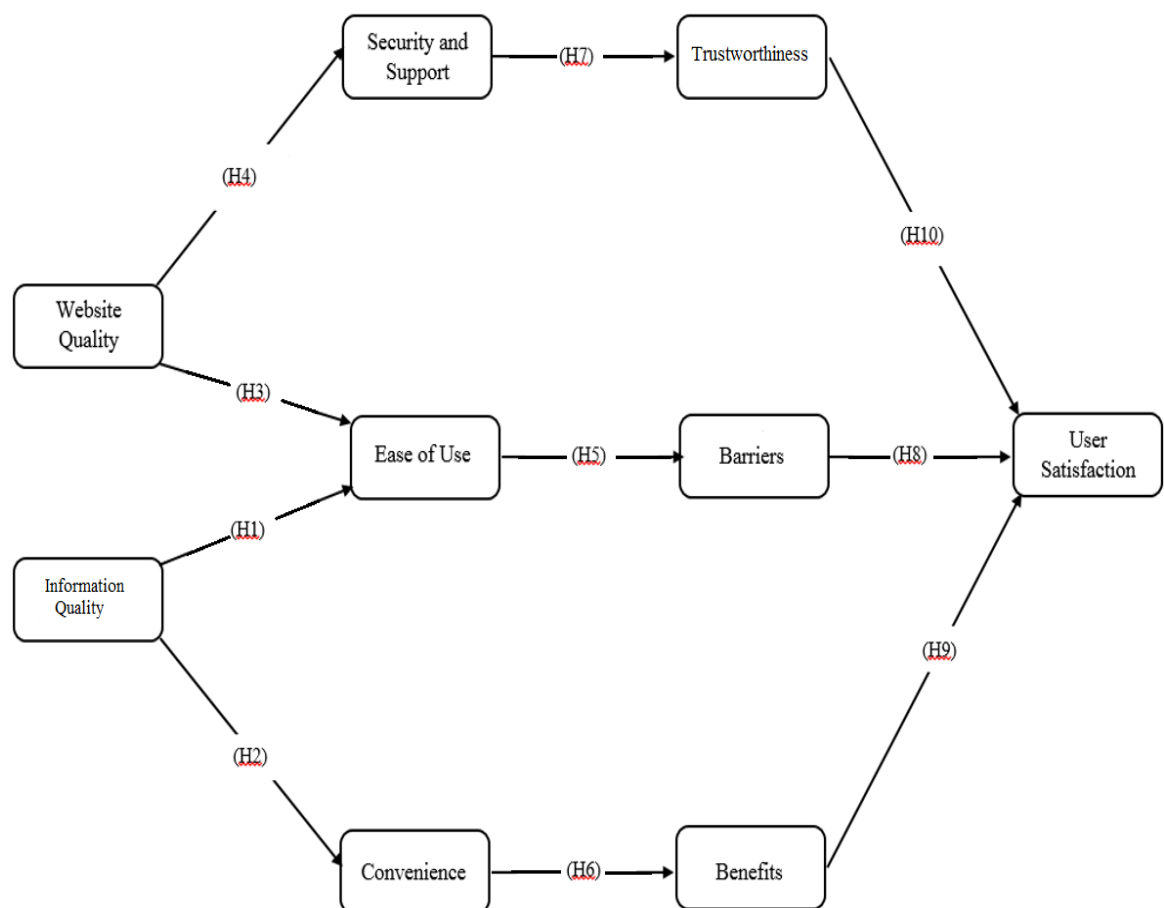 Security and
Support
(H7)
Trustworthiness
(H4)
(H10)
Website
Quality
(H3)
Ease of Use
(H5)
Barriers
(H8)
User
Satisfaction
(H1)
Information
Quality
(H9)
(H2)
Convenience
(H6)
Benefits